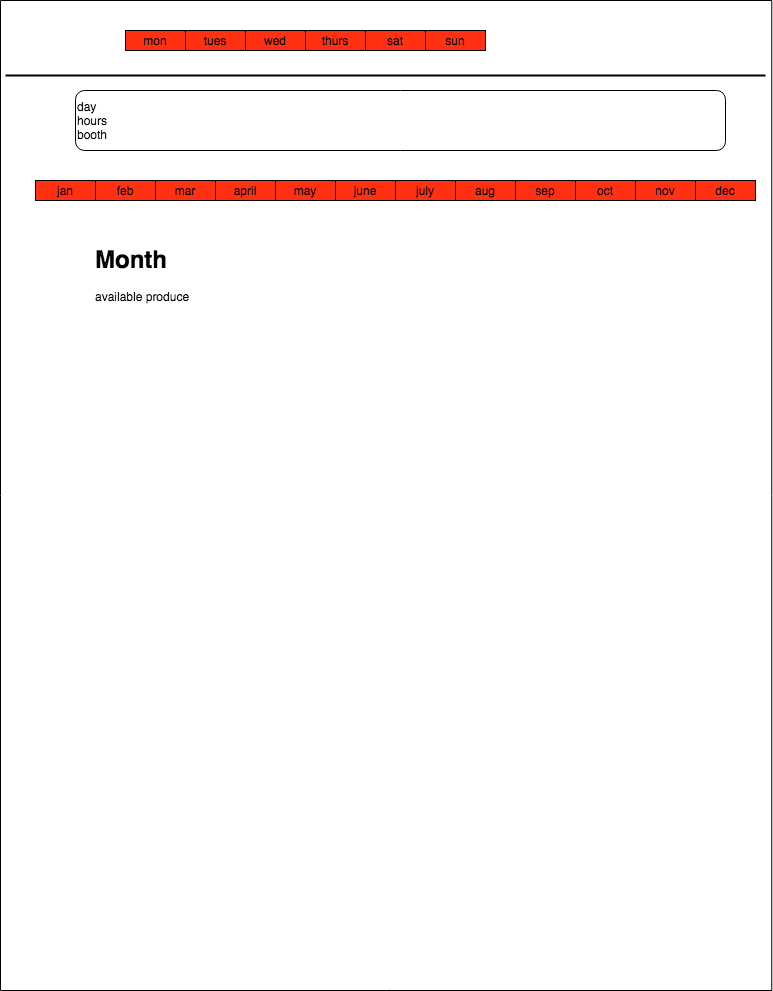 mon tues wed thurs sat sun
day
hours
booth
jan feb mar april may june july aug sep oct nov dec
Month
available produce